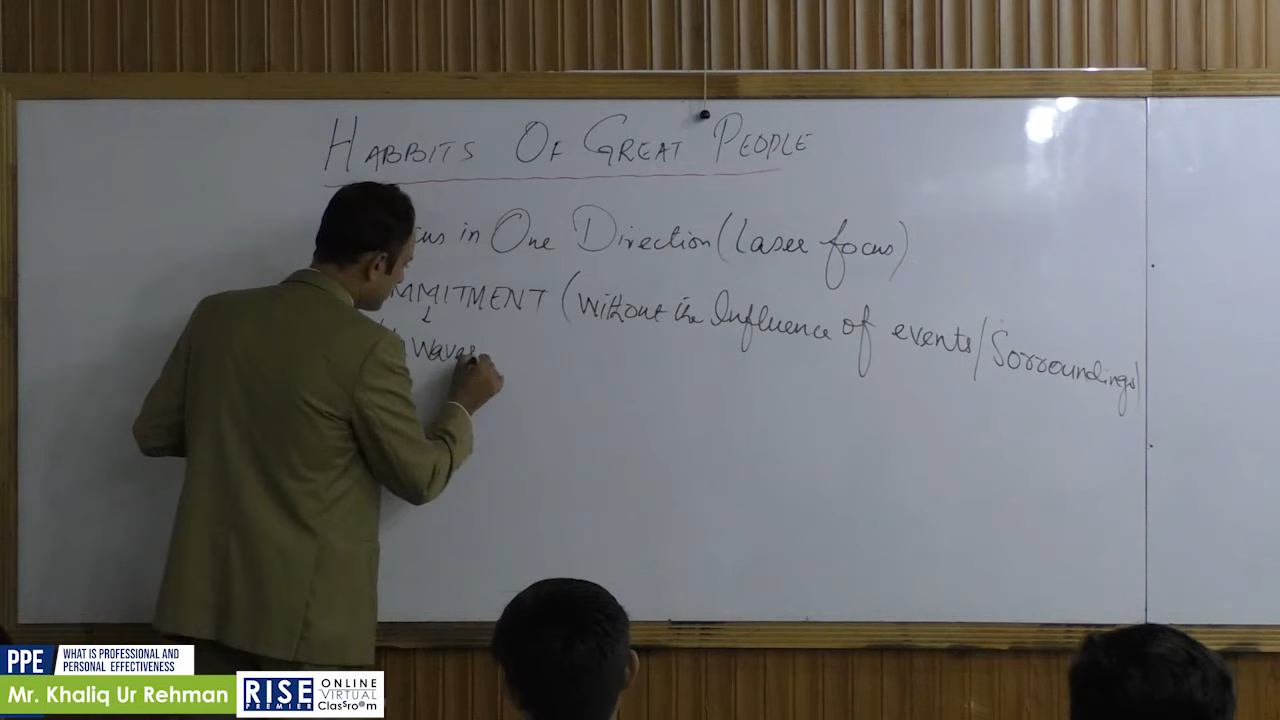 HABBITS OF GREAT PEOPLE
in One Direction (Laser focus)
MMITMENT (Without the Influence of events/Sorroundings)
PPE WHAT IS PROFESSIONAL AND
PERSONAL EFFECTIVENESS
Mr. Khaliq Ur Rehman
RISE PREMIER ONLINE
VIRTUAL
Classroom